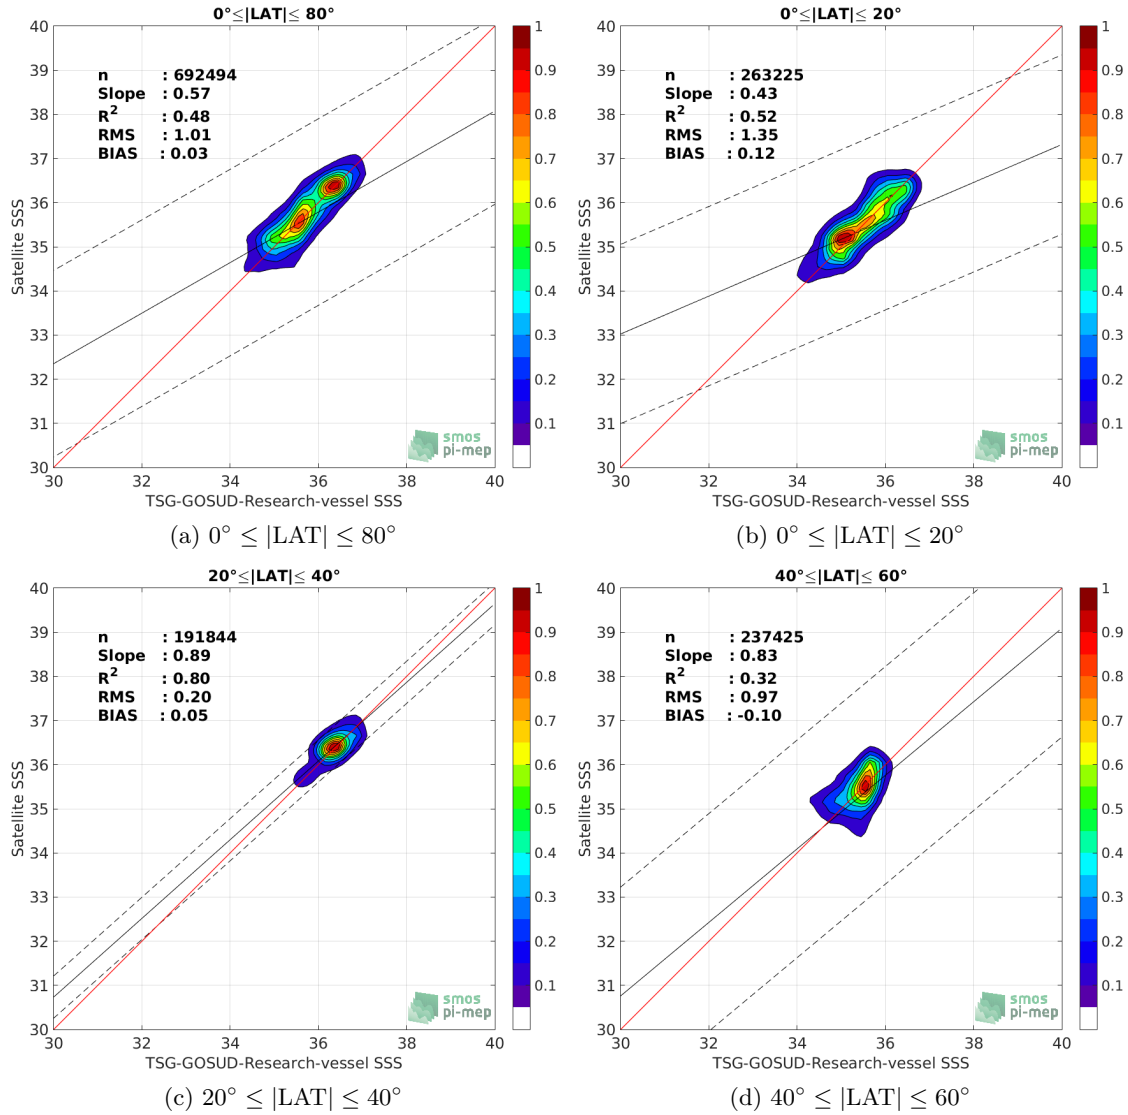 0°≤|LAT|≤ 80°
40
39
38
37
36
35
34
33
32
31
30
Satellite SSS
n : 692494
Slope : 0.57
R² : 0.48
RMS : 1.01
BIAS : 0.03
1
0.9
0.8
0.7
0.6
0.5
0.4
0.3
0.2
0.1
smos
pi-mep
30 32 34 36 38 40
TSG-GOSUD-Research-vessel SSS
(a) 0° ≤ |LAT| ≤ 80°
0°≤|LAT|≤ 20°
40
39
38
37
36
35
34
33
32
31
30
Satellite SSS
n : 263225
Slope : 0.43
R² : 0.52
RMS : 1.35
BIAS : 0.12
1
0.9
0.8
0.7
0.6
0.5
0.4
0.3
0.2
0.1
smos
pi-mep
30 32 34 36 38 40
TSG-GOSUD-Research-vessel SSS
(b) 0° ≤ |LAT| ≤ 20°
20°≤|LAT|≤ 40°
40
39
38
37
36
35
34
33
32
31
30
Satellite SSS
n : 191844
Slope : 0.89
R² : 0.80
RMS : 0.20
BIAS : 0.05
1
0.9
0.8
0.7
0.6
0.5
0.4
0.3
0.2
0.1
smos
pi-mep
30 32 34 36 38 40
TSG-GOSUD-Research-vessel SSS
(c) 20° ≤ |LAT| ≤ 40°
40°≤|LAT|≤ 60°
40
39
38
37
36
35
34
33
32
31
30
Satellite SSS
n : 237425
Slope : 0.83
R² : 0.32
RMS : 0.97
BIAS : -0.10
1
0.9
0.8
0.7
0.6
0.5
0.4
0.3
0.2
0.1
smos
pi-mep
30 32 34 36 38 40
TSG-GOSUD-Research-vessel SSS
(d) 40° ≤ |LAT| ≤ 60°